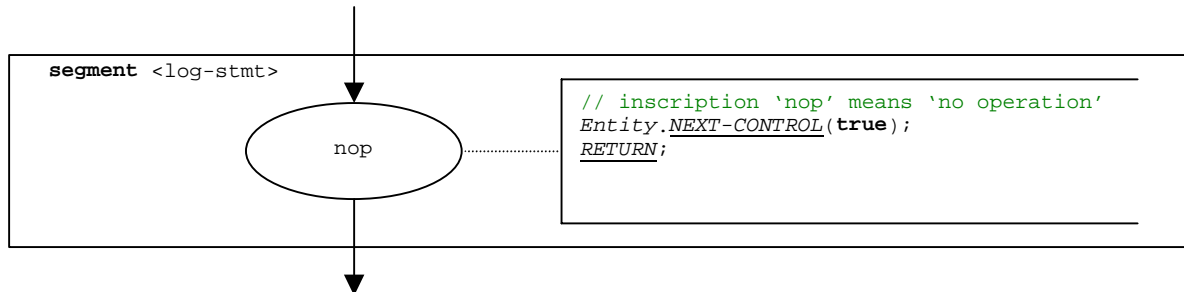 segment <log-stmt>
nop
// inscription ‘nop’ means ‘no operation’
Entity.NEXT-CONTROL(true);
RETURN;